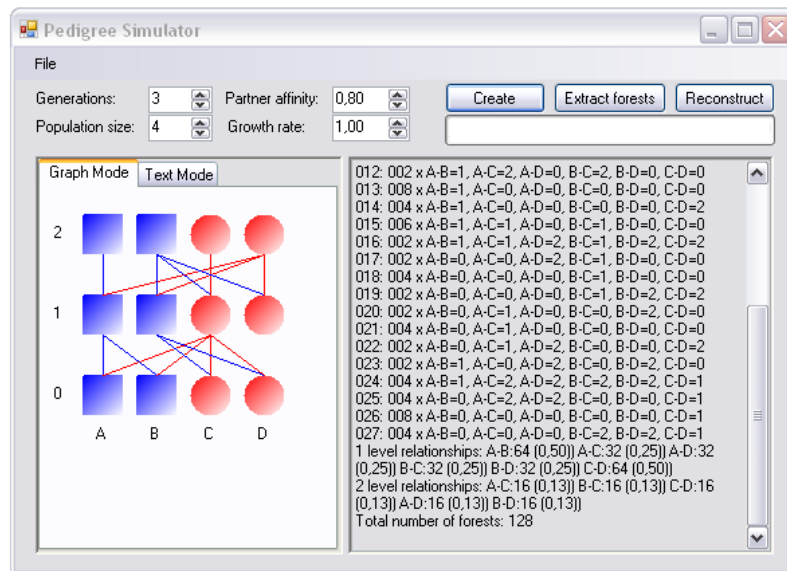 Pedigree Simulator
File
Generations: 3 Partner affinity: 0,80 Create Extract forests Reconstruct
Population size: 4 Growth rate: 1,00
Graph Mode Text Mode
2
1
0
A B C D
012: 002 x A-B=1, A-C=2, A-D=0, B-C=2, B-D=0, C-D=0
013: 008 x A-B=1, A-C=0, A-D=0, B-C=0, B-D=0, C-D=0
014: 004 x A-B=1, A-C=0, A-D=0, B-C=0, B-D=0, C-D=2
015: 006 x A-B=1, A-C=1, A-D=0, B-C=1, B-D=0, C-D=0
016: 002 x A-B=1, A-C=1, A-D=2, B-C=1, B-D=2, C-D=2
017: 002 x A-B=0, A-C=0, A-D=0, B-C=2, B-D=0, C-D=0
018: 004 x A-B=0, A-C=0, A-D=0, B-C=1, B-D=0, C-D=0
019: 002 x A-B=0, A-C=0, A-D=0, B-C=1, B-D=2, C-D=2
020: 002 x A-B=0, A-C=1, A-D=0, B-C=2, B-D=0, C-D=0
021: 004 x A-B=0, A-C=1, A-D=0, B-C=0, B-D=0, C-D=0
022: 002 x A-B=0, A-C=1, A-D=2, B-C=0, B-D=0, C-D=2
023: 002 x A-B=0, A-C=2, A-D=0, B-C=1, B-D=0, C-D=0
024: 004 x A-B=1, A-C=2, A-D=2, B-C=2, B-D=2, C-D=1
025: 004 x A-B=0, A-C=2, A-D=2, B-C=0, B-D=0, C-D=1
026: 008 x A-B=0, A-C=0, A-D=0, B-C=0, B-D=0, C-D=1
027: 004 x A-B=0, A-C=0, A-D=0, B-C=2, B-D=2, C-D=1
1 level relationships: A-B:64 (0,50)) A-C:32 (0,25)) A-D:32
(0,25)) B-C:32 (0,25)) B-D:32 (0,25)) C-D:64 (0,50))
2 level relationships: A-C:16 (0,13)) B-C:16 (0,13)) C-D:16
(0,13)) A-D:16 (0,13)) B-D:16 (0,13))
Total number of forests: 128